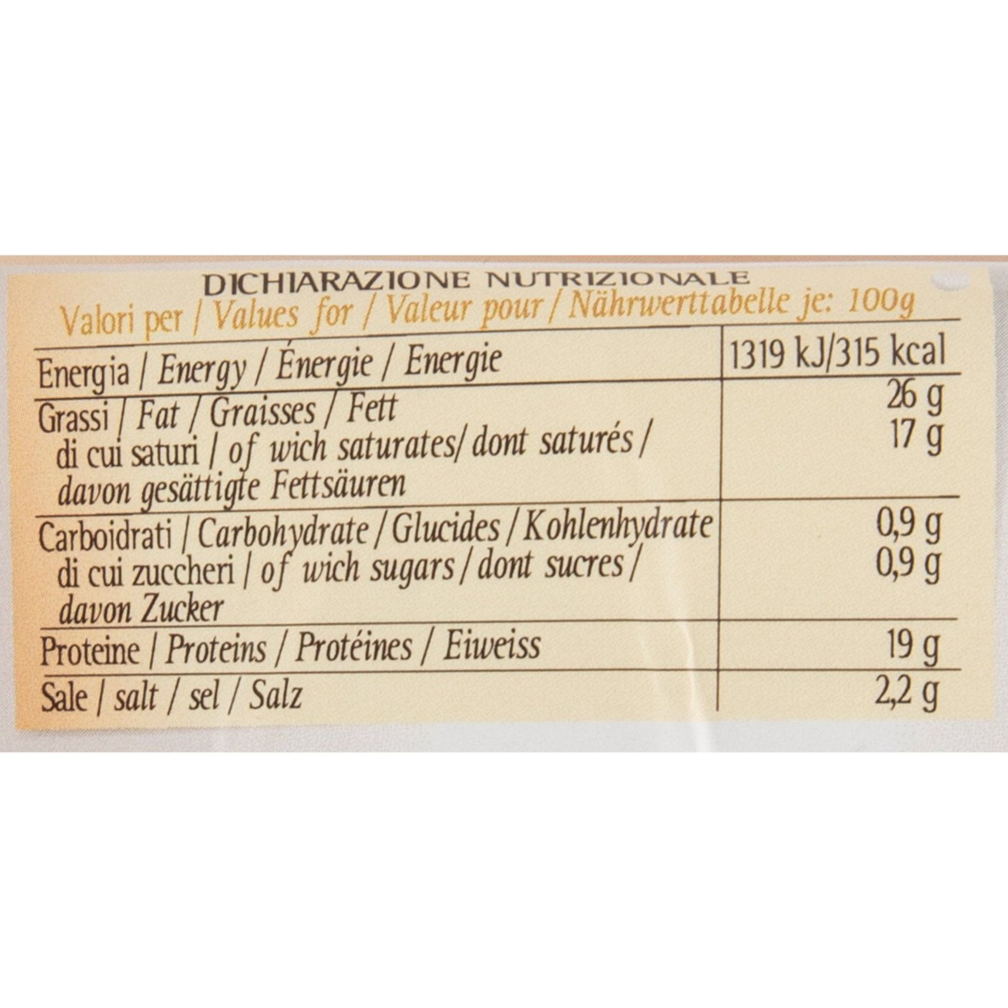 DICHIARAZIONE NUTRIZIONALE
Valori per / Values for / Valeur pour / Nährwerttabelle je: 100g
Energia / Energy / Énergie / Energie 1319 kJ/315 kcal
Grassi / Fat / Graisses / Fett 26 g
di cui saturi / of wich saturates/ dont saturés / 17 g
davon gesättigte Fettsäuren
Carboidrati / Carbohydrate / Glucides / Kohlenhydrate 0,9 g
di cui zuccheri / of wich sugars / dont sucres / 0,9 g
davon Zucker
Proteine / Proteins / Protéines / Eiweiss 19 g
Sale / salt / sel / Salz 2,2 g